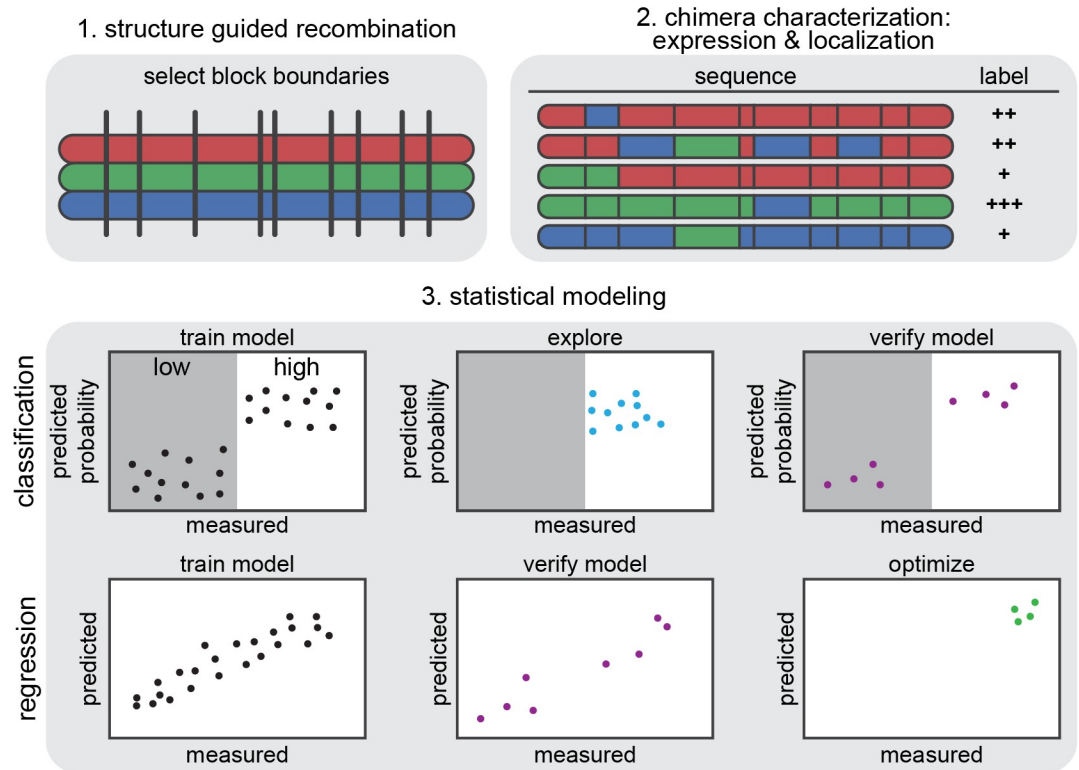 1. structure guided recombination
select block boundaries
2. chimera characterization:
expression & localization
sequence label
++
++
+
+++
+
3. statistical modeling
classification
train model
low high
predicted
probability
measured
explore
predicted
probability
measured
verify model
predicted
probability
measured
regression
train model
predicted
measured
verify model
predicted
measured
optimize
predicted
measured